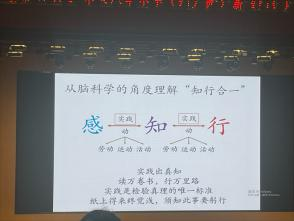 从脑科学的角度理解“知行合一”
实践 实践
感 知 行
动 动
劳动 运动 活动 劳动 运动 活动
实践出真知
读万卷书，行万里路
实践是检验真理的唯一标准
纸上得来终觉浅，须知此事要躬行